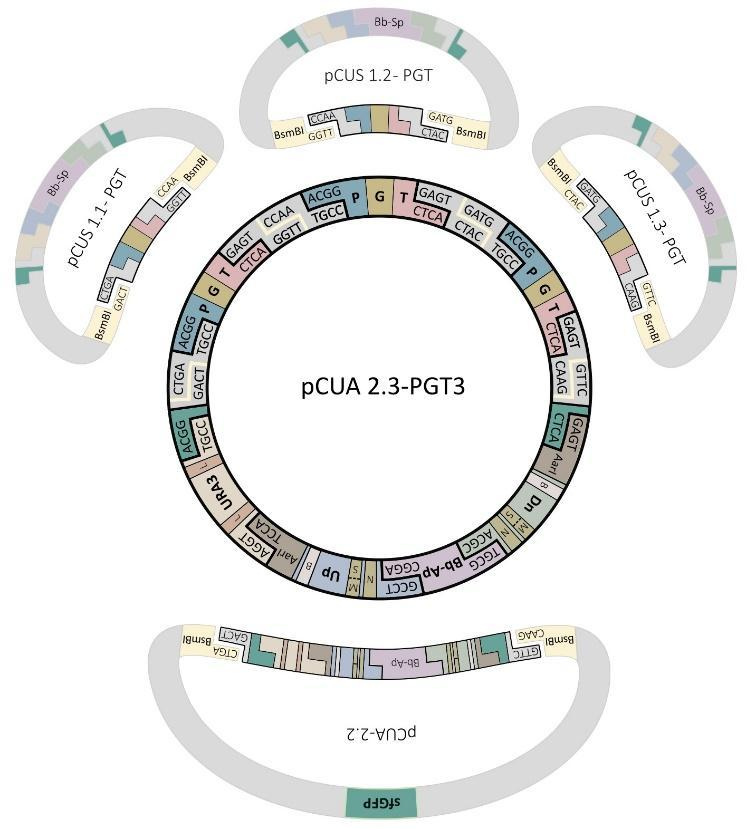 Bb-Sp
pCUS 1.2- PGT
BsmBI
CCAA
GGTT
GATG
CTAC
BsmBI
Bb-Sp
pCUS 1.1- PGT
BsmBI
CCAA
GGTT
CTGA
GACT
BsmBI
Bb-Sp
pCUS 1.3- PGT
BsmBI
GATG
CTAC
CAAG
GTTC
BsmBI
ACGG
TGCC
P
G
T
GAGT
CTCA
GATG
CTAC
ACGG
TGCC
P
G
T
GAGT
CTCA
GTTC
CAAG
GAGT
CTCA
AarI
B
Dn
S
M
N
ACGC
TGCG
Bb-Ap
CGGA
GCCT
N
S
M
Up
B
AarI
TCCA
AGGT
L
URA3
L
TGCC
ACGG
CTGA
GACT
ACGG
TGCC
P
G
T
GAGT
CTCA
CCAA
GGTT
pCUA 2.3-PGT3
BsmBI
GACT
CTGA
Bb-Ap
CAAG
GTTC
BsmBI
pCUA-2.2
sfGFP